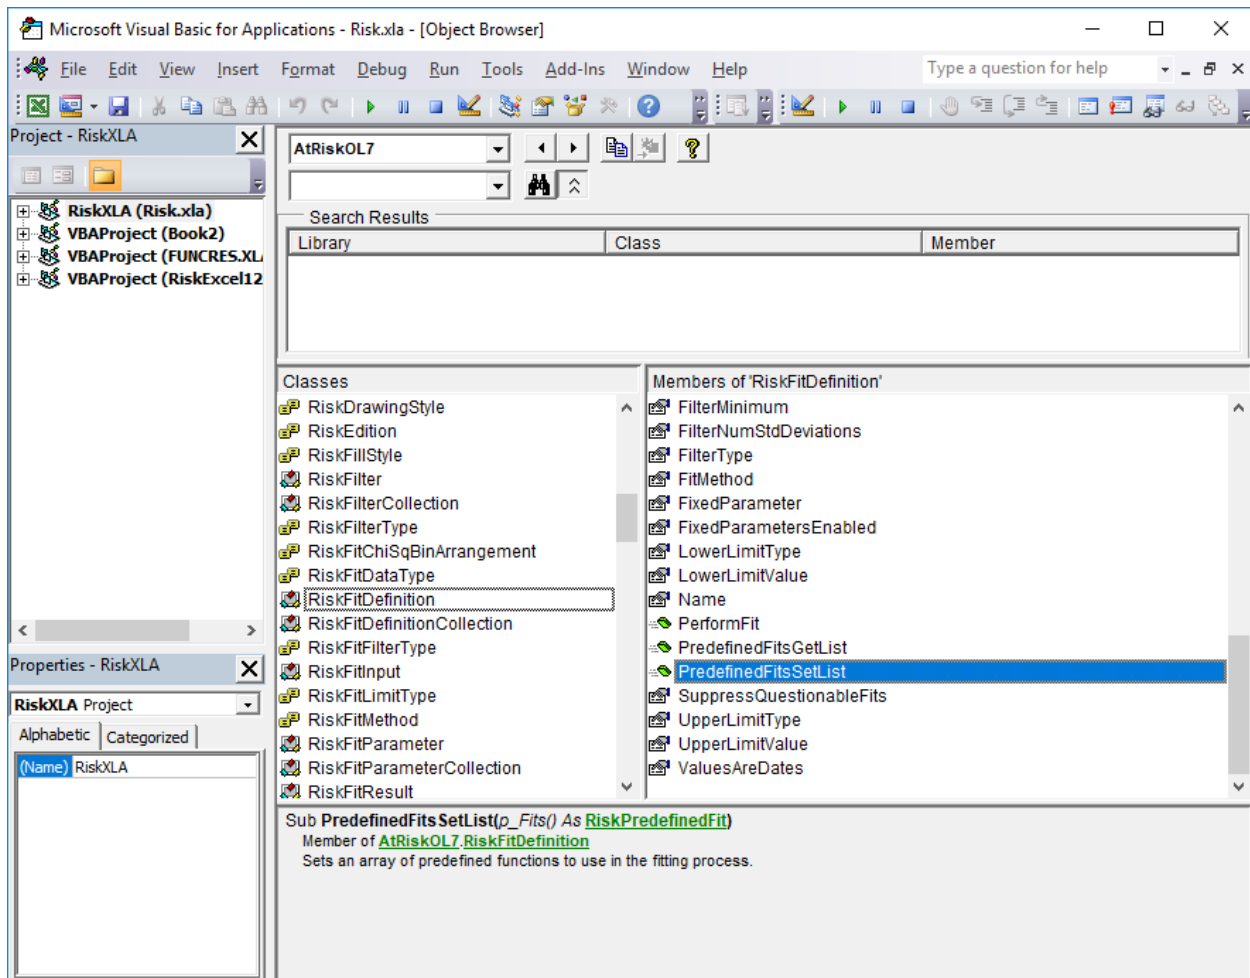 Microsoft Visual Basic for Applications - Risk.xla - [Object Browser]
File Edit View Insert Format Debug Run Tools Add-Ins Window Help Type a question for help
Project - RiskXLA
RiskXLA (Risk.xla)
VBAProject (Book2)
VBAProject (FUNCRES.XL
VBAProject (RiskExcel12
Properties - RiskXLA
RiskXLA Project
Alphabetic Categorized
(Name) RiskXLA
AtRiskOL7
Search Results
Library Class Member
Classes
RiskDrawingStyle
RiskEdition
RiskFillStyle
RiskFilter
RiskFilterCollection
RiskFilterType
RiskFitChiSqBinArrangement
RiskFitDataType
RiskFitDefinition
RiskFitDefinitionCollection
RiskFitFilterType
RiskFitInput
RiskFitLimitType
RiskFitMethod
RiskFitParameter
RiskFitParameterCollection
RiskFitResult
Members of 'RiskFitDefinition'
FilterMinimum
FilterNumStdDeviations
FilterType
FitMethod
FixedParameter
FixedParametersEnabled
LowerLimitType
LowerLimitValue
Name
PerformFit
PredefinedFitsGetList
PredefinedFitsSetList
SuppressQuestionableFits
UpperLimitType
UpperLimitValue
ValuesAreDates
Sub PredefinedFitsSetList(p_Fits() As RiskPredefinedFit)
Member of AtRiskOL7.RiskFitDefinition
Sets an array of predefined functions to use in the fitting process.